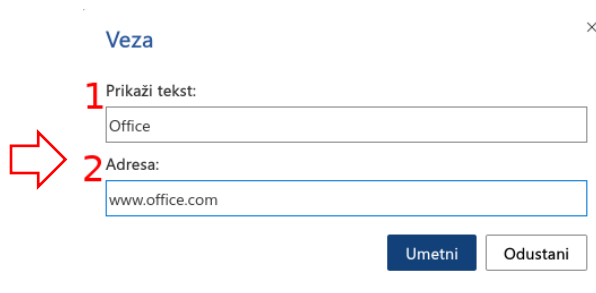 Veza
1 Prikaži tekst:
Office
2 Adresa:
www.office.com
Umetni Odustani